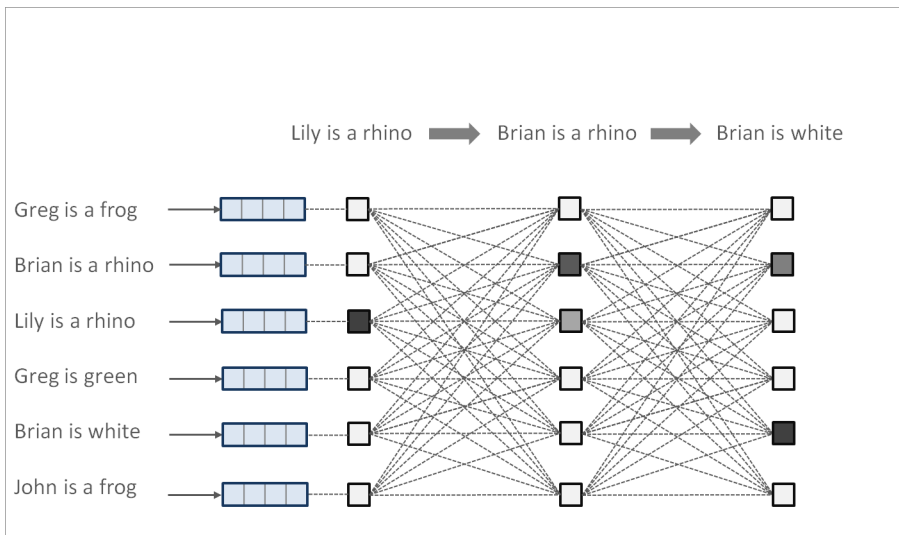 Lily is a rhino Brian is a rhino Brian is white
Greg is a frog
Brian is a rhino
Lily is a rhino
Greg is green
Brian is white
John is a frog